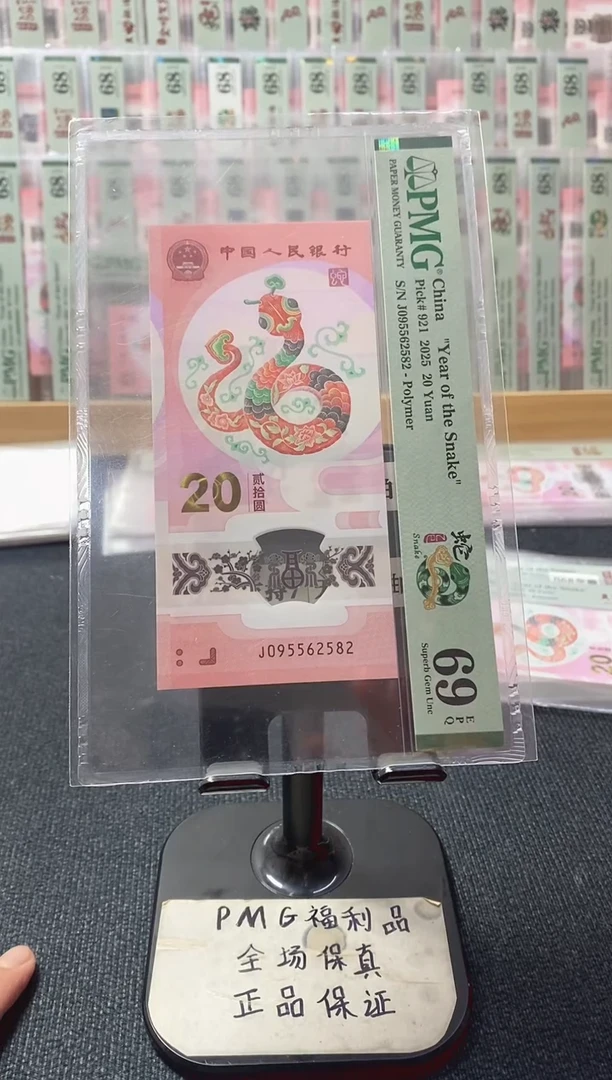 中国人民银行
20
贰拾圆
J095562582
PMG
PAPER MONEY GUARANTY
China "Year of the Snake"
Pick# 921 2025 20 Yuan
S/N J095562582 - Polymer
蛇
Snake
69 EPQ
Superb Gem Unc
PMG福利品
全场保真
正品保证